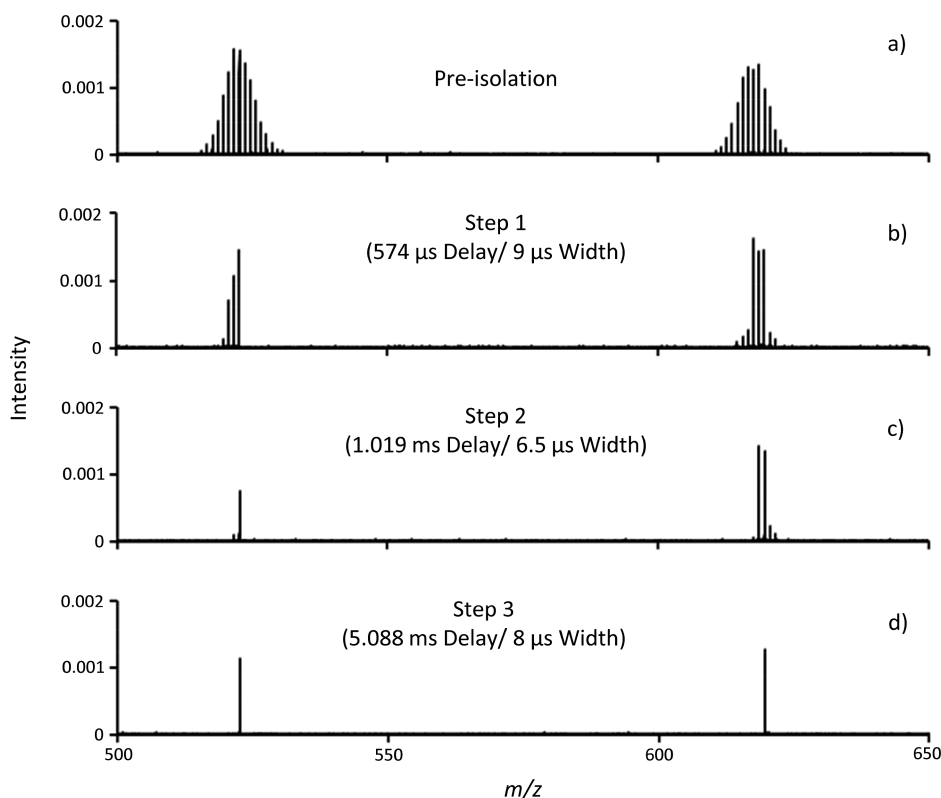 0.002
a)
Pre-isolation
0.001
0
Step 1
(574 µs Delay/ 9 µs Width)
0.002
b)
0.001
0
Intensity
Step 2
(1.019 ms Delay/ 6.5 µs Width)
0.002
c)
0.001
0
Step 3
(5.088 ms Delay/ 8 µs Width)
0.002
d)
0.001
0
500 550 600 650
m/z